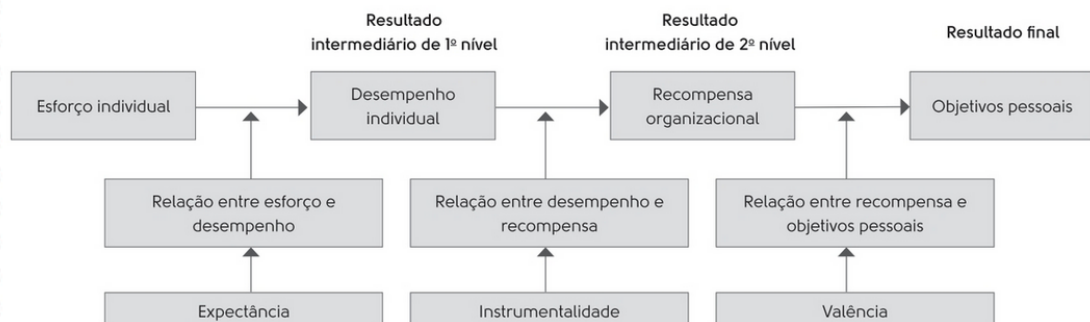 Resultado
intermediário de 1º nível
Resultado
intermediário de 2º nível
Resultado final
Esforço individual
Desempenho
individual
Recompensa
organizacional
Objetivos pessoais
Relação entre esforço e
desempenho
Relação entre desempenho e
recompensa
Relação entre recompensa e
objetivos pessoais
Expectância
Instrumentalidade
Valência